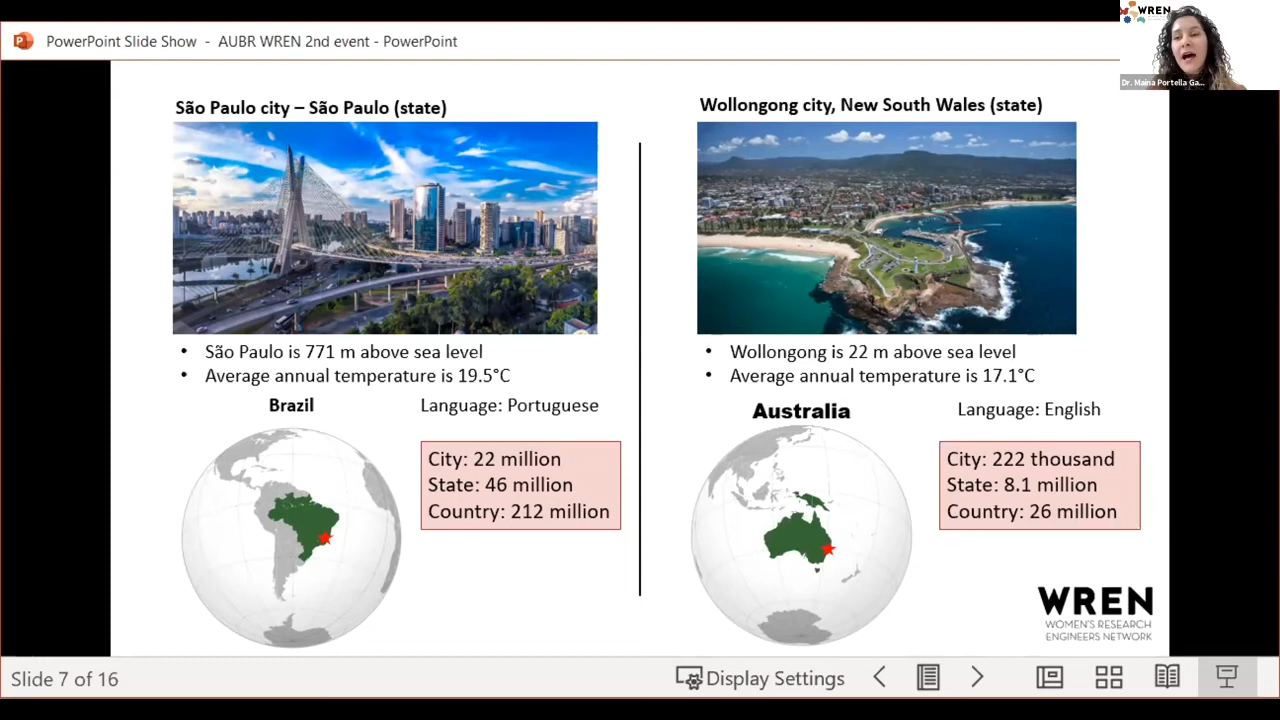 WREN
Dr. Maina Portella Ga...
PowerPoint Slide Show - AUBR WREN 2nd event - PowerPoint
São Paulo city – São Paulo (state)
São Paulo is 771 m above sea level
Average annual temperature is 19.5°C
Brazil
Language: Portuguese
City: 22 million
State: 46 million
Country: 212 million
Wollongong city, New South Wales (state)
Wollongong is 22 m above sea level
Average annual temperature is 17.1°C
Australia
Language: English
City: 222 thousand
State: 8.1 million
Country: 26 million
WREN
WOMEN'S RESEARCH
ENGINEERS NETWORK
Slide 7 of 16
Display Settings